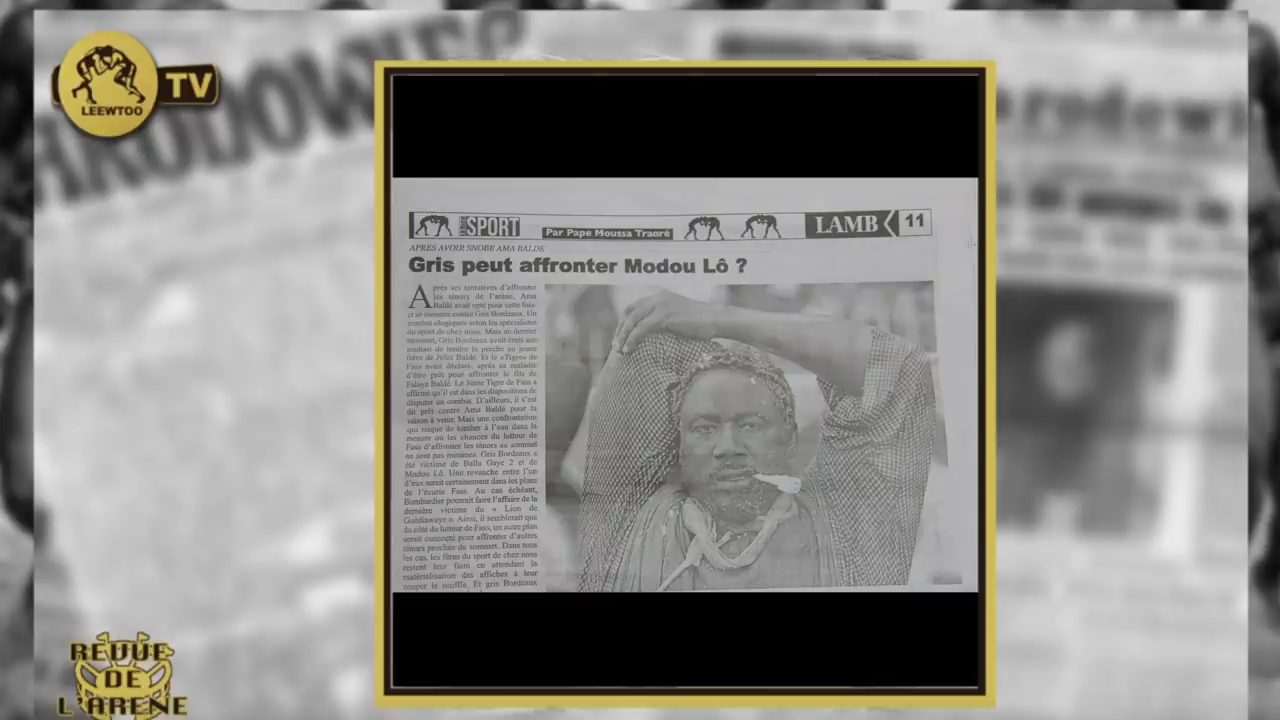 LEEWTOO
TV
SPORT
Par Pape Moussa Traoré
LAMB
11
APRES AVOIR SNOBE AMA BALDE
Gris peut affronter Modou Lô ?
Après ses tentatives d'affronter
les ténors de l'arène, Ama
Baldé avait opté pour cette fois-
ci se mesurer contre Gris Bordeaux. Un
combat «logique» selon les spécialistes
du sport de chez nous. Mais au dernier
moment, Gris Bordeaux avait émis son
souhait de tendre la perche au jeune
frère de Jules Baldé. Et le «Tigre» de
Fass avait déclaré, après sa maladie
d'être prêt pour affronter le fils de
Falaye Baldé. Le 3ème Tigre de Fass a
affirmé qu'il est dans les dispositions de
disputer un combat. D'ailleurs, il s'est
dit prêt contre Ama Baldé pour la
saison à venir. Mais une confrontation
qui risque de tomber à l'eau dans la
mesure où les chances du lutteur de
Fass d'affronter les ténors au sommet
ne sont pas minimes. Gris Bordeaux a
été victime de Balla Gaye 2 et de
Modou Lô. Une revanche entre l'un
d'eux serait certainement dans les plans
de l'écurie Fass. Au cas échéant,
Bombardier pourrait faire l'affaire de la
dernière victime du « Lion de
Guédiawaye ». Ainsi, il semblerait que
du côté du lutteur de Fass, un autre plan
serait concocté pour affronter d'autres
ténors proches du sommet. Dans tous
les cas, les férus du sport de chez nous
restent leur faim en attendant la
matérialisation des affiches à leur
couper le souffle. Et gris Bordeaux
REVUE
DE
L'ARENE